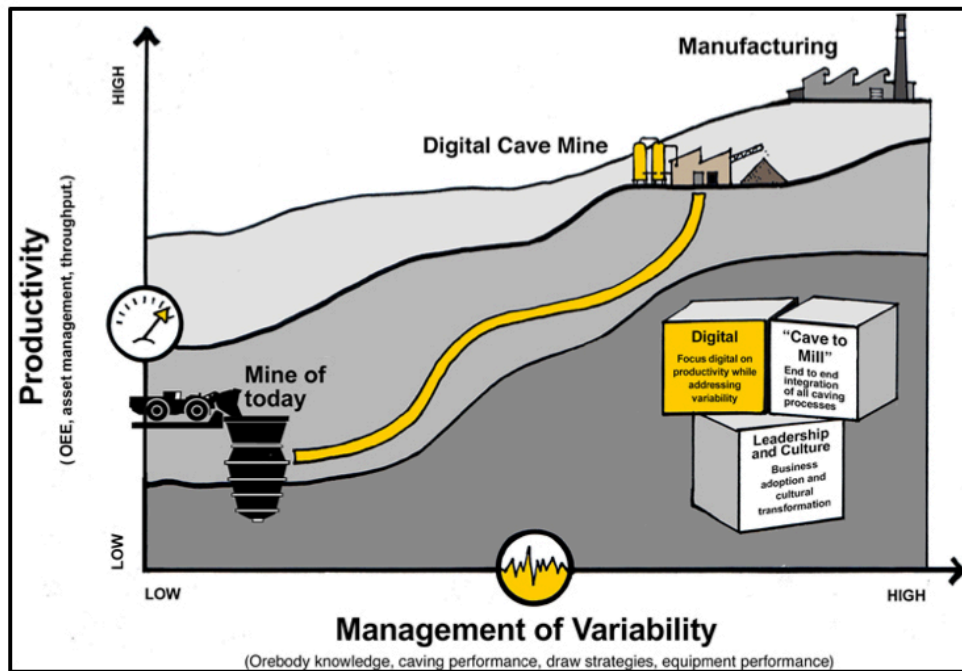 Manufacturing
HIGH
Digital Cave Mine
Productivity
( OEE, asset management, throughput.)
Mine of
today
Digital
Focus digital on
productivity while
addressing
variability
“Cave to
Mill”
End to end
integration
of all caving
processes
Leadership
and Culture
Business
adoption and
cultural
transformation
LOW
LOW
HIGH
Management of Variability
(Orebody knowledge, caving performance, draw strategies, equipment performance)